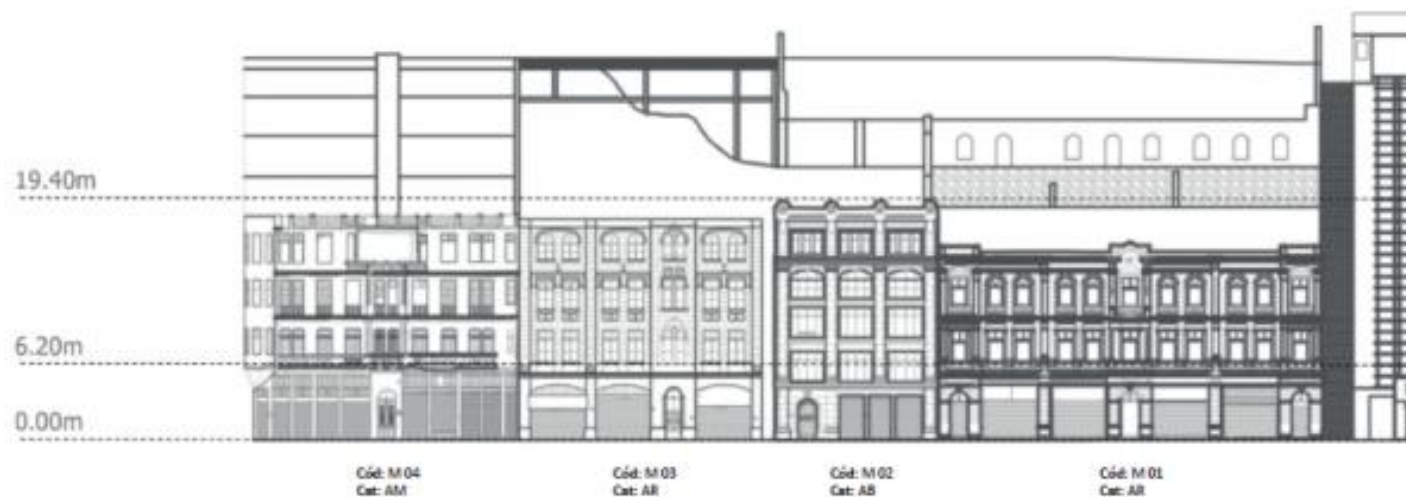 19.40m
6.20m
0.00m
Cód: M 04
Cat: AM
Cód: M 03
Cat: AR
Cód: M 02
Cat: AB
Cód: M 01
Cat: AR